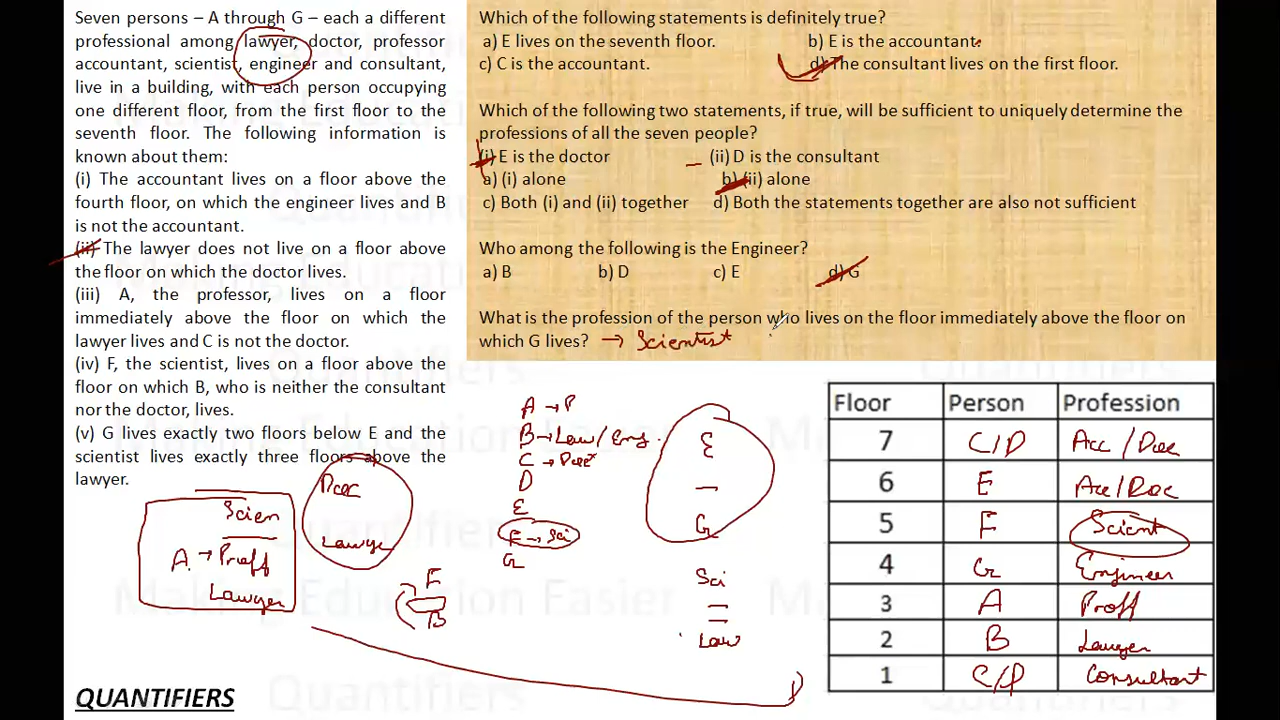 Seven persons – A through G – each a different
professional among lawyer, doctor, professor
accountant, scientist, engineer and consultant,
live in a building, with each person occupying
one different floor, from the first floor to the
seventh floor. The following information is
known about them:
(i) The accountant lives on a floor above the
fourth floor, on which the engineer lives and B
is not the accountant.
(ii) The lawyer does not live on a floor above
the floor on which the doctor lives.
(iii) A, the professor, lives on a floor
immediately above the floor on which the
lawyer lives and C is not the doctor.
(iv) F, the scientist, lives on a floor above the
floor on which B, who is neither the consultant
nor the doctor, lives.
(v) G lives exactly two floors below E and the
scientist lives exactly three floors above the
lawyer.
Which of the following statements is definitely true?
a) E lives on the seventh floor. b) E is the accountant.
c) C is the accountant. d) The consultant lives on the first floor.
Which of the following two statements, if true, will be sufficient to uniquely determine the
professions of all the seven people?
(i) E is the doctor (ii) D is the consultant
a) (i) alone b) (ii) alone
c) Both (i) and (ii) together d) Both the statements together are also not sufficient
Who among the following is the Engineer?
a) B b) D c) E d) G
What is the profession of the person who lives on the floor immediately above the floor on
which G lives? → Scientist
Scien
A → Proff
Lawyer
Doc
Lawye
F
B
A → P
B → Law / Eng.
C → Doc*
D
E
F → Sci
G
E
—
G
Sci
—
—
Law
Floor Person Profession
7 C/D Acc / Doc
6 E Acc/Doc
5 F Scient
4 G Engineer
3 A Proff
2 B Lawyer
1 C/D Consultant
QUANTIFIERS